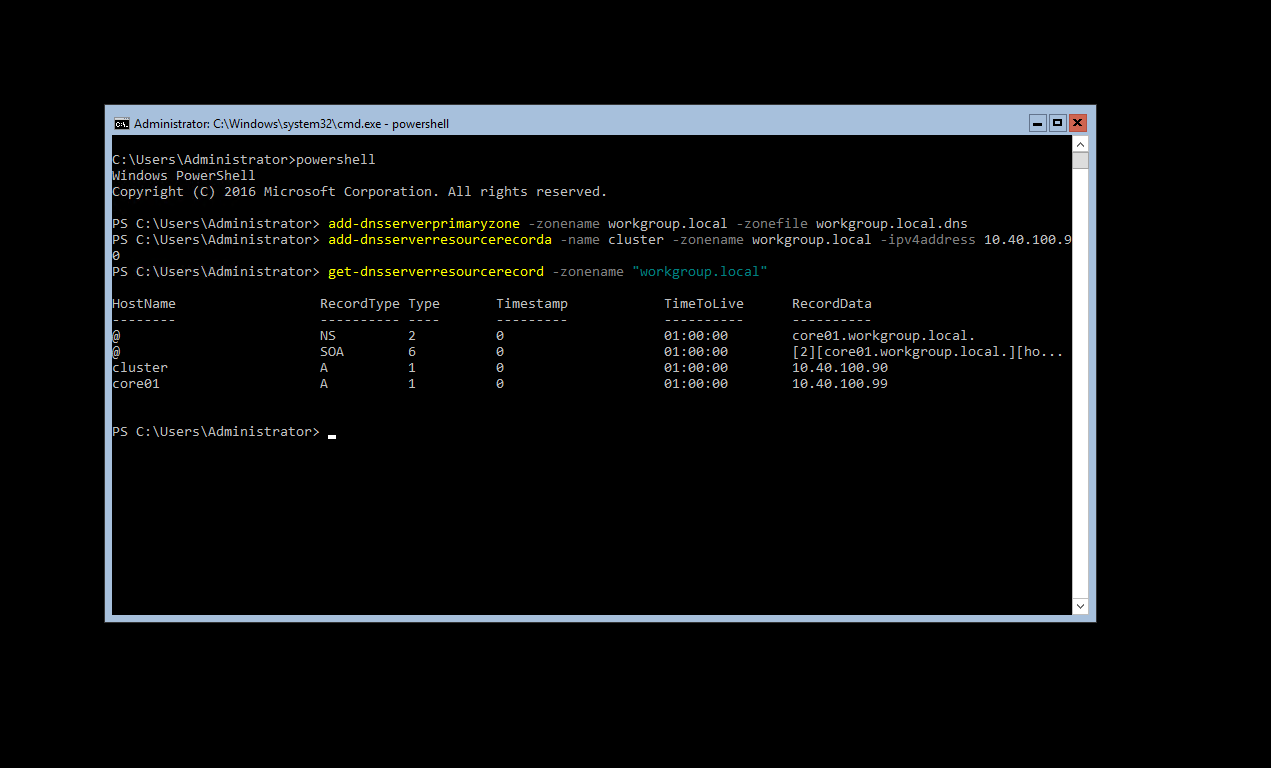 Administrator: C:\Windows\system32\cmd.exe - powershell
C:\Users\Administrator>powershell
Windows PowerShell
Copyright (C) 2016 Microsoft Corporation. All rights reserved.
PS C:\Users\Administrator> add-dnsserverprimaryzone -zonename workgroup.local -zonefile workgroup.local.dns
PS C:\Users\Administrator> add-dnsserverresourcerecorda -name cluster -zonename workgroup.local -ipv4address 10.40.100.9
0
PS C:\Users\Administrator> get-dnsserverresourcerecord -zonename "workgroup.local"
HostName RecordType Type Timestamp TimeToLive RecordData
-------- ---------- ---- --------- ---------- ----------
@ NS 2 0 01:00:00 core01.workgroup.local.
@ SOA 6 0 01:00:00 [2][core01.workgroup.local.][ho...
cluster A 1 0 01:00:00 10.40.100.90
core01 A 1 0 01:00:00 10.40.100.99
PS C:\Users\Administrator>